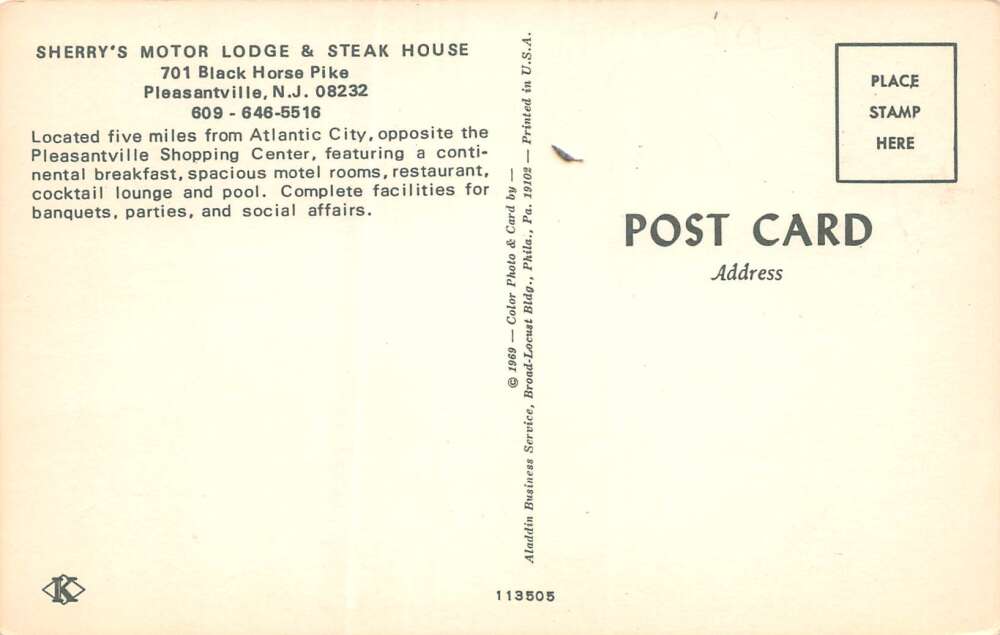 SHERRY'S MOTOR LODGE & STEAK HOUSE
701 Black Horse Pike
Pleasantville, N.J. 08232
609 - 646-5516
Located five miles from Atlantic City, opposite the
Pleasantville Shopping Center, featuring a conti-
nental breakfast, spacious motel rooms, restaurant,
cocktail lounge and pool. Complete facilities for
banquets, parties, and social affairs.
© 1969 — Color Photo & Card by —
Aladdin Business Service, Broad-Locust Bldg., Phila., Pa. 19102 — Printed in U.S.A.
PLACE
STAMP
HERE
POST CARD
Address
K
113505